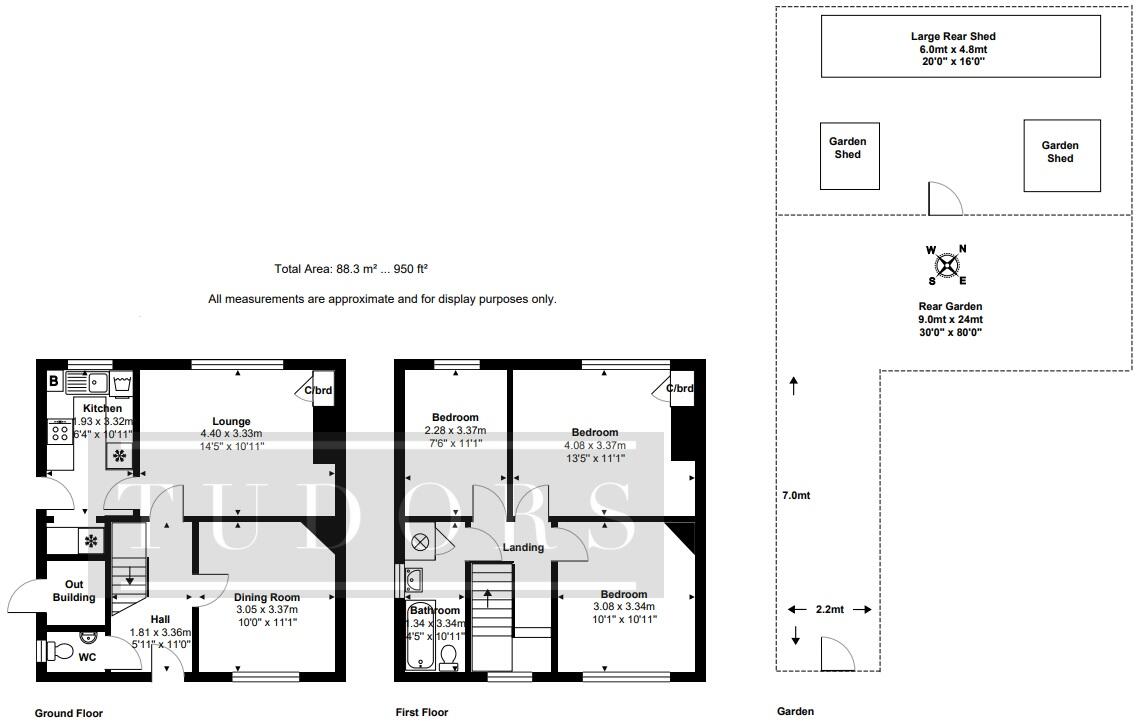 Large Rear Shed
6.0mt x 4.8mt
20'0" x 16'0"
Garden
Shed
Garden
Shed
W N
S E
Rear Garden
9.0mt x 24mt
30'0" x 80'0"
7.0mt
2.2mt
Garden
Total Area: 88.3 m² ... 950 ft²
All measurements are approximate and for display purposes only.
B
Kitchen
1.93 x 3.32m
6'4" x 10'11"
Lounge
4.40 x 3.33m
14'5" x 10'11"
C/brd
Out
Building
Hall
1.81 x 3.36m
5'11" x 11'0"
WC
Dining Room
3.05 x 3.37m
10'0" x 11'1"
Ground Floor
Bedroom
2.28 x 3.37m
7'6" x 11'1"
Bedroom
4.08 x 3.37m
13'5" x 11'1"
C/brd
Landing
Bathroom
1.34 x 3.34m
4'5" x 10'11"
Bedroom
3.08 x 3.34m
10'1" x 10'11"
First Floor
TUDORS